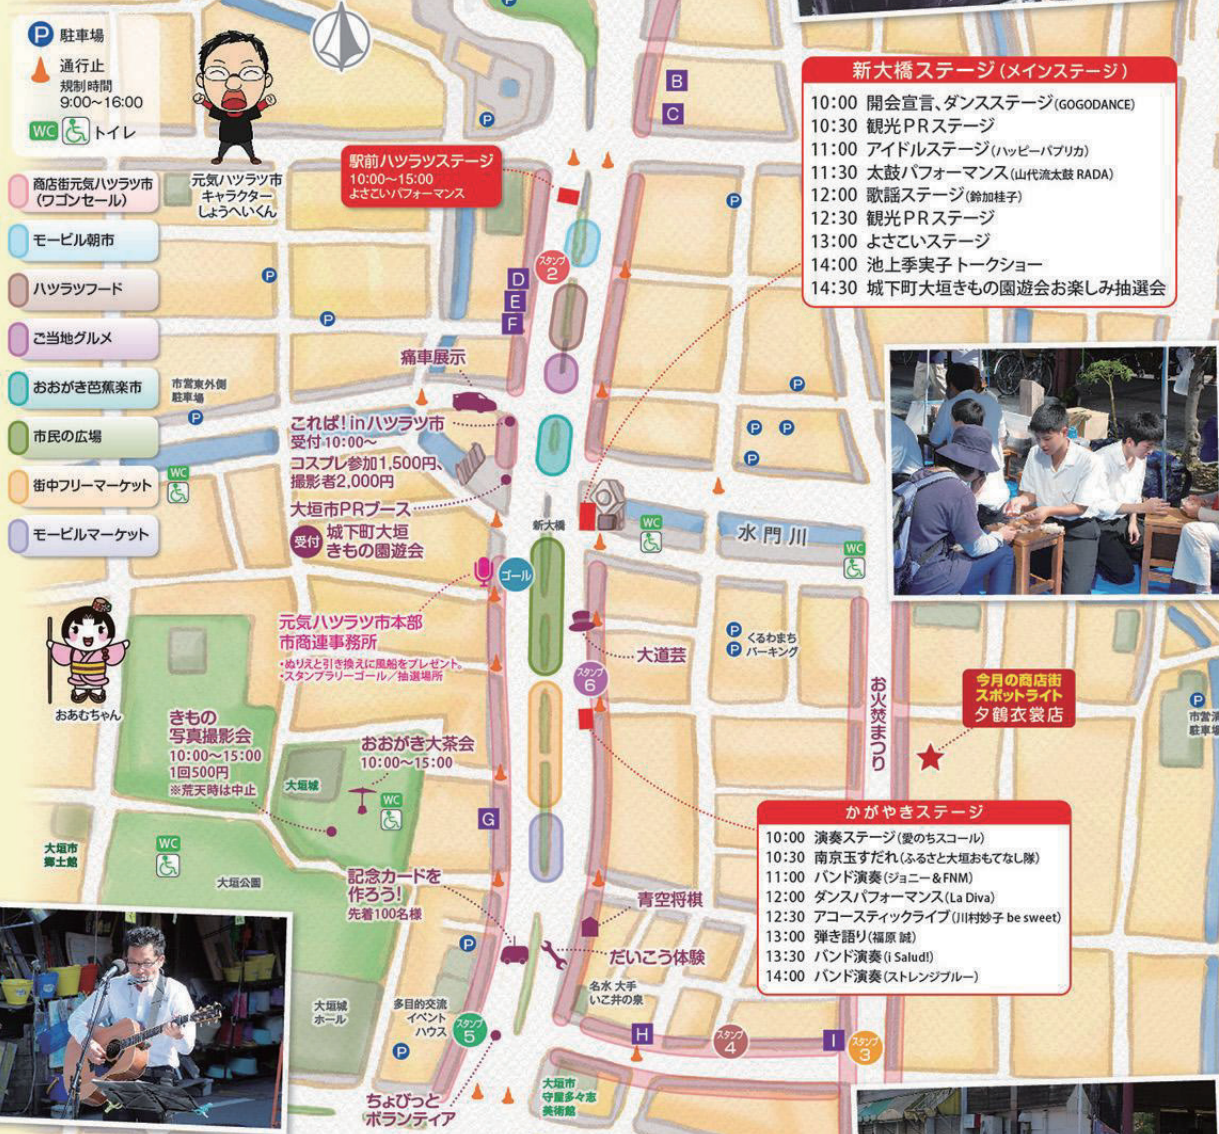 P 駐車場
通行止
規制時間
9:00〜16:00
WC トイレ
元気ハツラツ市
キャラクター
しょうへいくん
商店街元気ハツラツ市
(ワゴンセール)
モービル朝市
ハツラツフード
ご当地グルメ
おおがき芭蕉楽市
市民の広場
街中フリーマーケット
モービルマーケット
P
P
B
C
駅前ハツラツステージ
10:00〜15:00
よさこいパフォーマンス
新大橋ステージ(メインステージ)
10:00 開会宣言、ダンスステージ(GOGODANCE)
10:30 観光PRステージ
11:00 アイドルステージ(ハッピーパプリカ)
11:30 太鼓パフォーマンス(山代流太鼓 RADA)
12:00 歌謡ステージ(鈴加桂子)
12:30 観光PRステージ
13:00 よさこいステージ
14:00 池上季実子トークショー
14:30 城下町大垣きもの園遊会お楽しみ抽選会
P
P
P
スタンプ
2
D
E
F
市営東外側
駐車場
P
痛車展示
P
P P
P
これば!inハツラツ市
受付10:00〜
コスプレ参加1,500円、
撮影者2,000円
大垣市PRブース
受付 城下町大垣
きもの園遊会
WC
新大橋
WC
水門川
WC
ゴール
元気ハツラツ市本部
市商連事務所
・ぬりえと引き換えに風船をプレゼント。
・スタンプラリーゴール/抽選場所
大道芸
スタンプ
6
P
P
くるわまち
パーキング
おあむちゃん
お火焚まつり
今月の商店街
スポットライト
夕鶴衣裳店
P
駐車場
きもの
写真撮影会
10:00〜15:00
1回500円
※荒天時は中止
おおがき大茶会
10:00〜15:00
大垣城
WC
G
かがやきステージ
10:00 演奏ステージ(愛のちスコール)
10:30 南京玉すだれ(ふるさと大垣おもてなし隊)
11:00 バンド演奏(ジョニー&FNM)
12:00 ダンスパフォーマンス(La Diva)
12:30 アコースティックライブ(川村妙子 be sweet)
13:00 弾き語り(福原 誠)
13:30 バンド演奏(i Salud!)
14:00 バンド演奏(ストレンジブルー)
大垣市
郷土館
WC
大垣公園
記念カードを
作ろう!
先着100名様
青空将棋
P
だいこう体験
名水 大手
いこ井の泉
大垣城
ホール
多目的交流
イベント
ハウス
スタンプ
5
P
H
スタンプ
4
I
スタンプ
3
ちょびっと
ボランティア
大垣市
守屋多々志
美術館